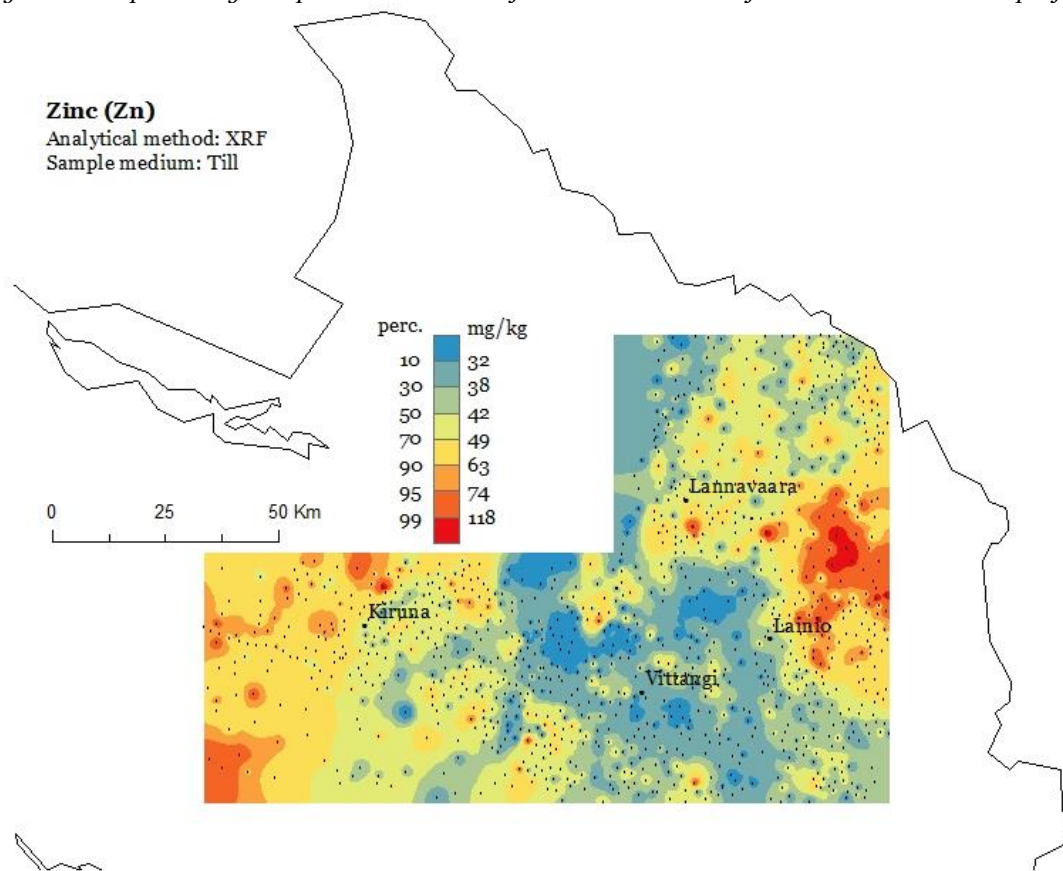 Zinc (Zn)
Analytical method: XRF
Sample medium: Till
perc. mg/kg
10 32
30 38
50 42
70 49
90 63
95 74
99 118
0 25 50 Km
Lannavaara
Kiruna
Lainio
Vittangi